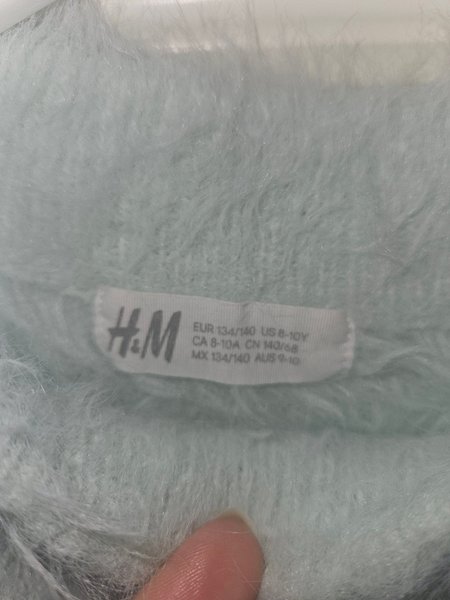 H&M
EUR 134/140 US 8-10Y
CA 8-10A CN 140/68
MX 134/140 AUS 9-10